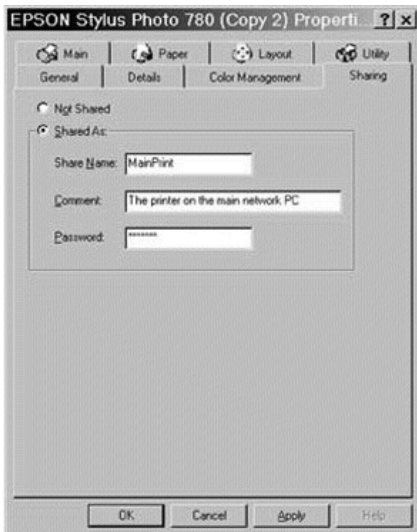 EPSON Stylus Photo 780 (Copy 2) Properti... ? x
Main Paper Layout Utility
General Details Color Management Sharing
Not Shared
Shared As:
Share Name: MainPrint
Comment: The printer on the main network PC
Password: *******
OK Cancel Apply Help